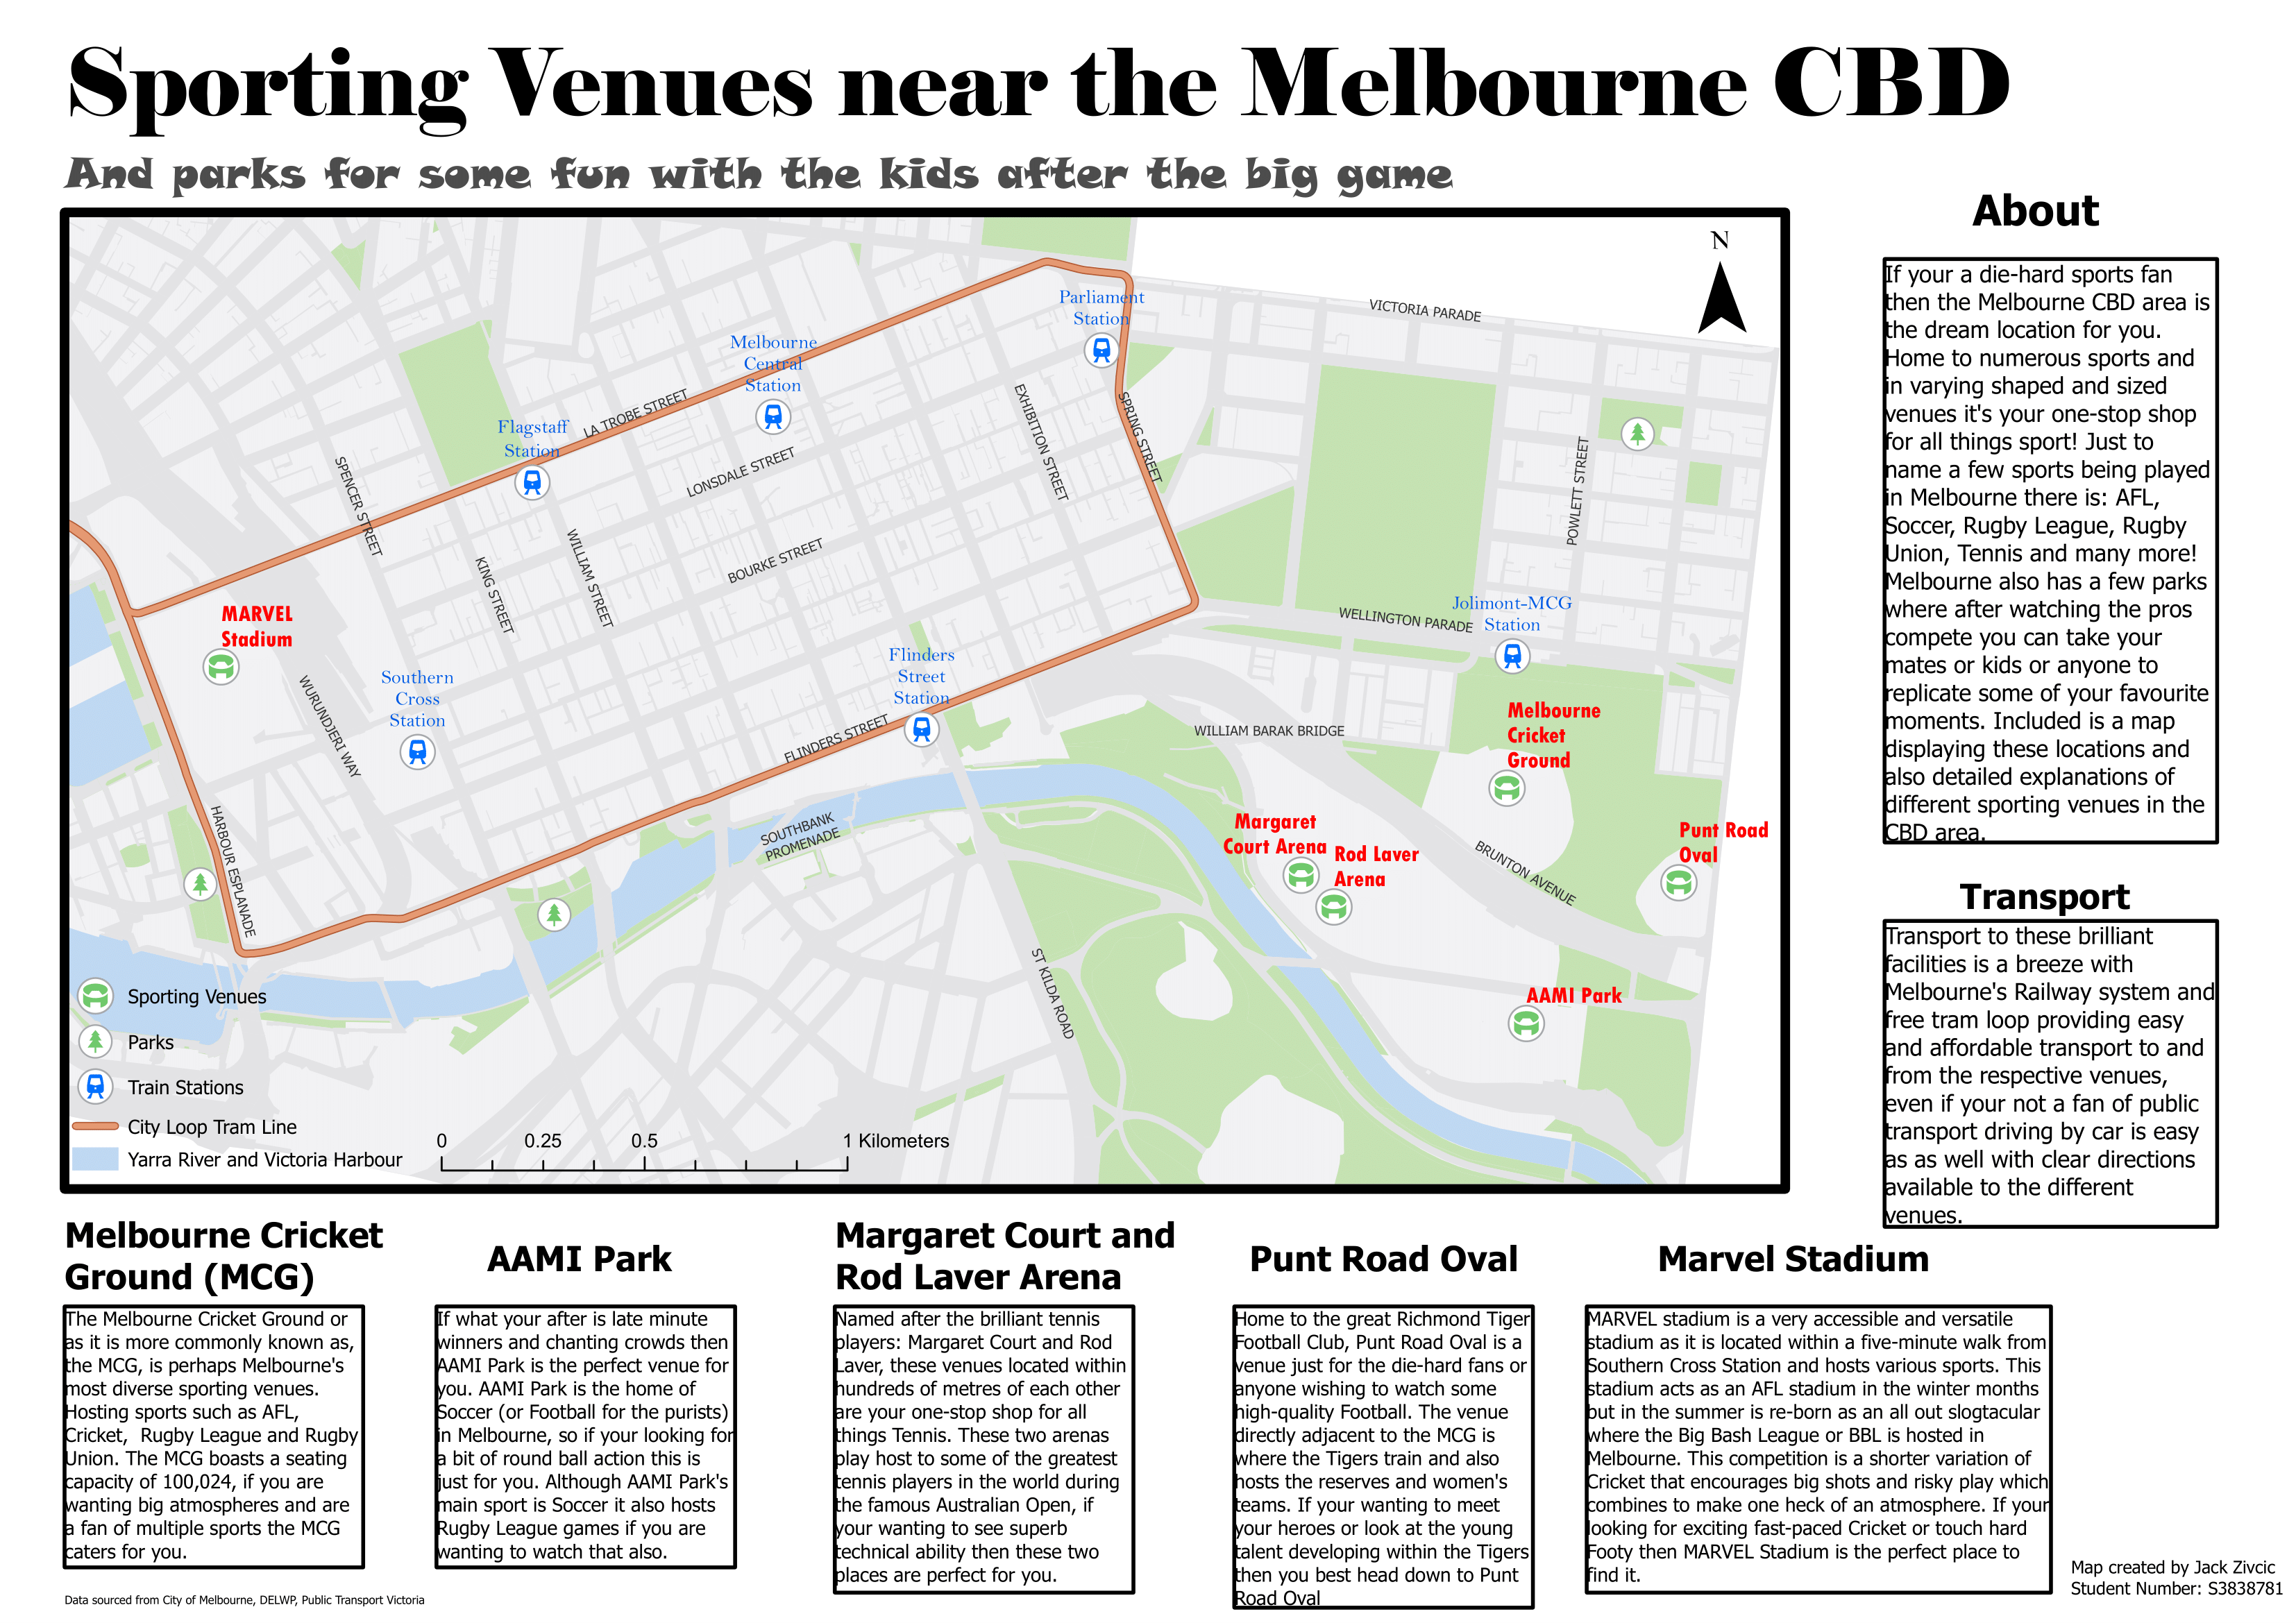 Sporting Venues near the Melbourne CBD
And parks for some fun with the kids after the big game
N
VICTORIA PARADE
Parliament
Station
Melbourne
Central
Station
Flagstaff
Station
LA TROBE STREET
LONSDALE STREET
BOURKE STREET
EXHIBITION STREET
SPRING STREET
POWLETT STREET
SPENCER STREET
KING STREET
WILLIAM STREET
WELLINGTON PARADE
Jolimont-MCG
Station
MARVEL
Stadium
WURUNDJERI WAY
Southern
Cross
Station
Flinders
Street
Station
FLINDERS STREET
WILLIAM BARAK BRIDGE
Melbourne
Cricket
Ground
SOUTHBANK
PROMENADE
HARBOUR ESPLANADE
Margaret
Court Arena
Rod Laver
Arena
BRUNTON AVENUE
Punt Road
Oval
ST KILDA ROAD
AAMI Park
Sporting Venues
Parks
Train Stations
City Loop Tram Line
Yarra River and Victoria Harbour
0 0.25 0.5 1 Kilometers
About
If your a die-hard sports fan
then the Melbourne CBD area is
the dream location for you.
Home to numerous sports and
in varying shaped and sized
venues it's your one-stop shop
for all things sport! Just to
name a few sports being played
in Melbourne there is: AFL,
Soccer, Rugby League, Rugby
Union, Tennis and many more!
Melbourne also has a few parks
where after watching the pros
compete you can take your
mates or kids or anyone to
replicate some of your favourite
moments. Included is a map
displaying these locations and
also detailed explanations of
different sporting venues in the
CBD area.
Transport
Transport to these brilliant
facilities is a breeze with
Melbourne's Railway system and
free tram loop providing easy
and affordable transport to and
from the respective venues,
even if your not a fan of public
transport driving by car is easy
as as well with clear directions
available to the different
venues.
Melbourne Cricket
Ground (MCG)
The Melbourne Cricket Ground or
as it is more commonly known as,
the MCG, is perhaps Melbourne's
most diverse sporting venues.
Hosting sports such as AFL,
Cricket,  Rugby League and Rugby
Union. The MCG boasts a seating
capacity of 100,024, if you are
wanting big atmospheres and are
a fan of multiple sports the MCG
caters for you.
AAMI Park
If what your after is late minute
winners and chanting crowds then
AAMI Park is the perfect venue for
you. AAMI Park is the home of
Soccer (or Football for the purists)
in Melbourne, so if your looking for
a bit of round ball action this is
just for you. Although AAMI Park's
main sport is Soccer it also hosts
Rugby League games if you are
wanting to watch that also.
Margaret Court and
Rod Laver Arena
Named after the brilliant tennis
players: Margaret Court and Rod
Laver, these venues located within
hundreds of metres of each other
are your one-stop shop for all
things Tennis. These two arenas
play host to some of the greatest
tennis players in the world during
the famous Australian Open, if
your wanting to see superb
technical ability then these two
places are perfect for you.
Punt Road Oval
Home to the great Richmond Tiger
Football Club, Punt Road Oval is a
venue just for the die-hard fans or
anyone wishing to watch some
high-quality Football. The venue
directly adjacent to the MCG is
where the Tigers train and also
hosts the reserves and women's
teams. If your wanting to meet
your heroes or look at the young
talent developing within the Tigers
then you best head down to Punt
Road Oval
Marvel Stadium
MARVEL stadium is a very accessible and versatile
stadium as it is located within a five-minute walk from
Southern Cross Station and hosts various sports. This
stadium acts as an AFL stadium in the winter months
but in the summer is re-born as an all out slogtacular
where the Big Bash League or BBL is hosted in
Melbourne. This competition is a shorter variation of
Cricket that encourages big shots and risky play which
combines to make one heck of an atmosphere. If your
looking for exciting fast-paced Cricket or touch hard
Footy then MARVEL Stadium is the perfect place to
find it.
Data sourced from City of Melbourne, DELWP, Public Transport Victoria
Map created by Jack Zivcic
Student Number: S3838781